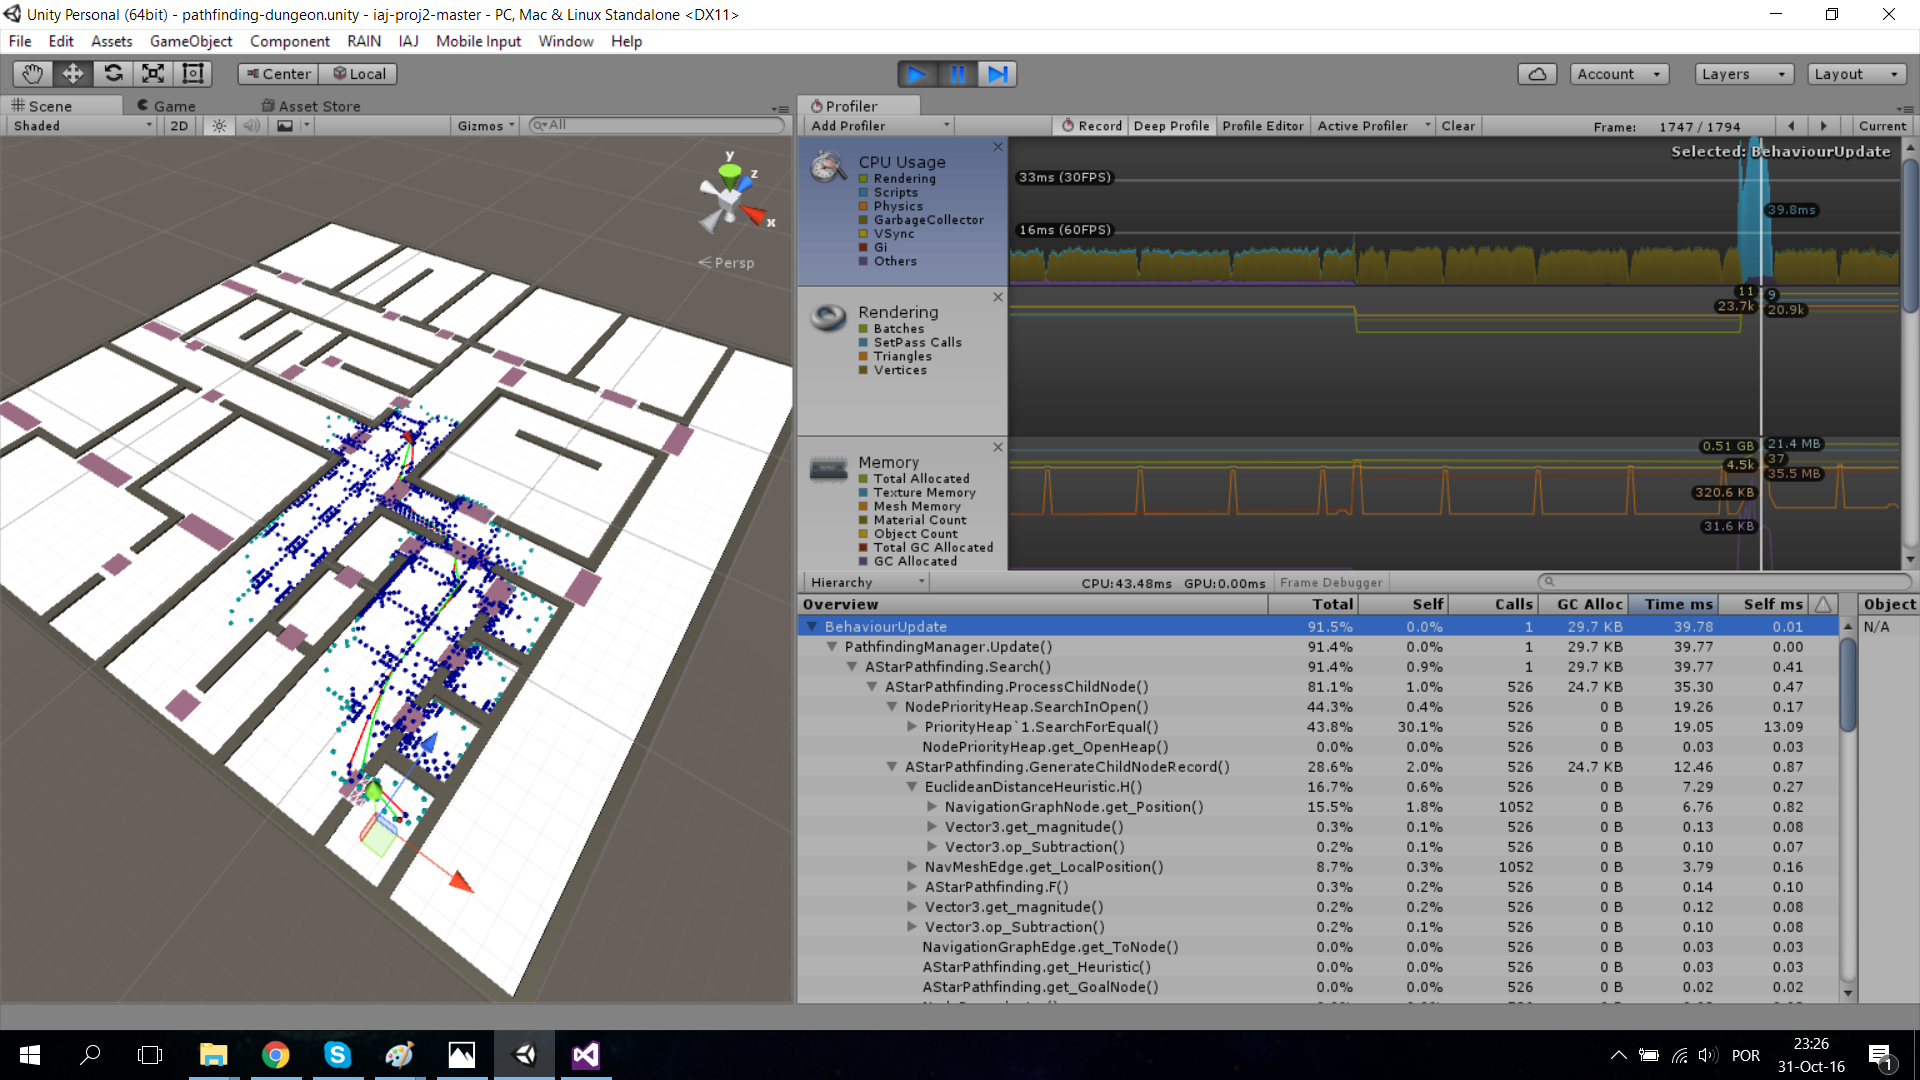 Unity Personal (64bit) - pathfinding-dungeon.unity - iaj-proj2-master - PC, Mac & Linux Standalone <DX11>
File Edit Assets GameObject Component RAIN IAJ Mobile Input Window Help
Center Local Account Layers Layout
Scene Game Asset Store
Shaded 2D Gizmos All
y
z
x
Persp
Profiler
Add Profiler Record Deep Profile Profile Editor Active Profiler Clear Frame: 1747 / 1794 Current
Selected: BehaviourUpdate
CPU Usage
Rendering
Scripts
Physics
GarbageCollector
VSync
Gi
Others
33ms (30FPS)
39.8ms
16ms (60FPS)
Rendering
Batches
SetPass Calls
Triangles
Vertices
11 9
23.7k 20.9k
Memory
Total Allocated
Texture Memory
Mesh Memory
Material Count
Object Count
Total GC Allocated
GC Allocated
0.51 GB 21.4 MB
4.5k 37
35.5 MB
320.6 KB
31.6 KB
Hierarchy CPU:43.48ms GPU:0.00ms Frame Debugger
Overview Total Self Calls GC Alloc Time ms Self ms Object
BehaviourUpdate 91.5% 0.0% 1 29.7 KB 39.78 0.01 N/A
PathfindingManager.Update() 91.4% 0.0% 1 29.7 KB 39.77 0.00
AStarPathfinding.Search() 91.4% 0.9% 1 29.7 KB 39.77 0.41
AStarPathfinding.ProcessChildNode() 81.1% 1.0% 526 24.7 KB 35.30 0.47
NodePriorityHeap.SearchInOpen() 44.3% 0.4% 526 0 B 19.26 0.17
PriorityHeap`1.SearchForEqual() 43.8% 30.1% 526 0 B 19.05 13.09
NodePriorityHeap.get_OpenHeap() 0.0% 0.0% 526 0 B 0.03 0.03
AStarPathfinding.GenerateChildNodeRecord() 28.6% 2.0% 526 24.7 KB 12.46 0.87
EuclideanDistanceHeuristic.H() 16.7% 0.6% 526 0 B 7.29 0.27
NavigationGraphNode.get_Position() 15.5% 1.8% 1052 0 B 6.76 0.82
Vector3.get_magnitude() 0.3% 0.1% 526 0 B 0.13 0.08
Vector3.op_Subtraction() 0.2% 0.1% 526 0 B 0.10 0.07
NavMeshEdge.get_LocalPosition() 8.7% 0.3% 1052 0 B 3.79 0.16
AStarPathfinding.F() 0.3% 0.2% 526 0 B 0.14 0.10
Vector3.get_magnitude() 0.2% 0.2% 526 0 B 0.12 0.08
Vector3.op_Subtraction() 0.2% 0.1% 526 0 B 0.10 0.08
NavigationGraphEdge.get_ToNode() 0.0% 0.0% 526 0 B 0.03 0.03
AStarPathfinding.get_Heuristic() 0.0% 0.0% 526 0 B 0.03 0.03
AStarPathfinding.get_GoalNode() 0.0% 0.0% 526 0 B 0.02 0.02
POR
23:26
31-Oct-16
1